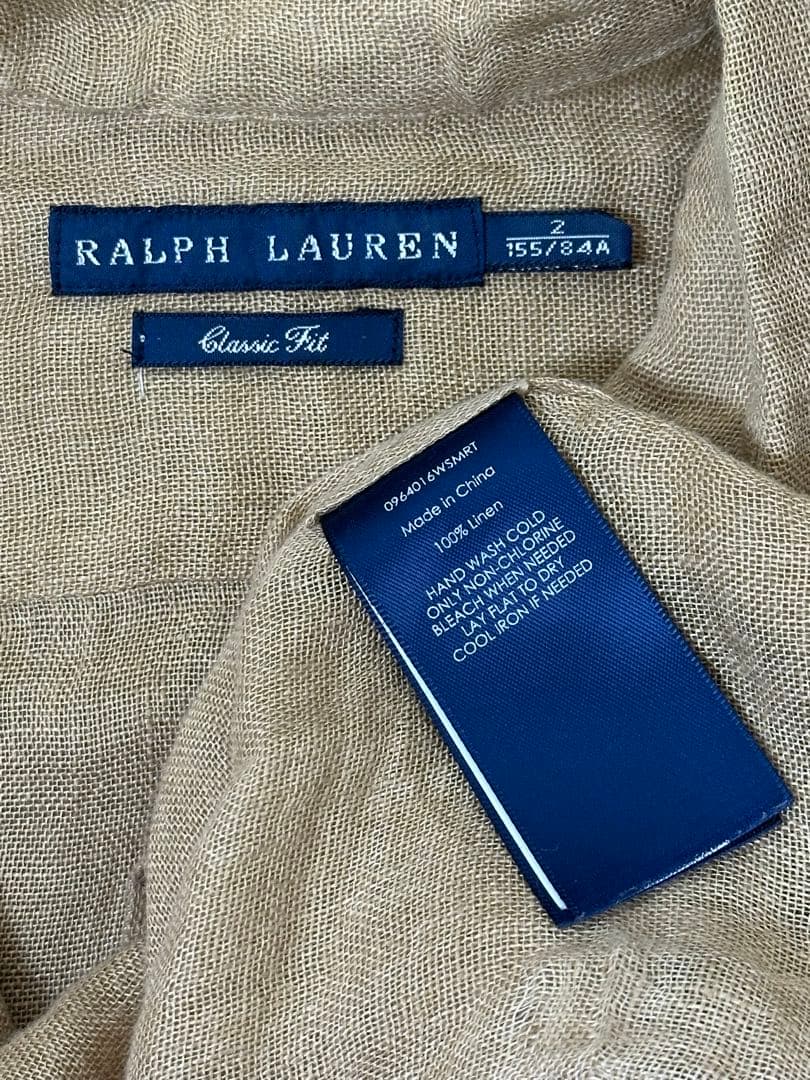 RALPH LAUREN
2
155/84A
Classic Fit
0964016WSMRT
Made in China
100% Linen
HAND WASH COLD
ONLY NON-CHLORINE
BLEACH WHEN NEEDED
LAY FLAT TO DRY
COOL IRON IF NEEDED